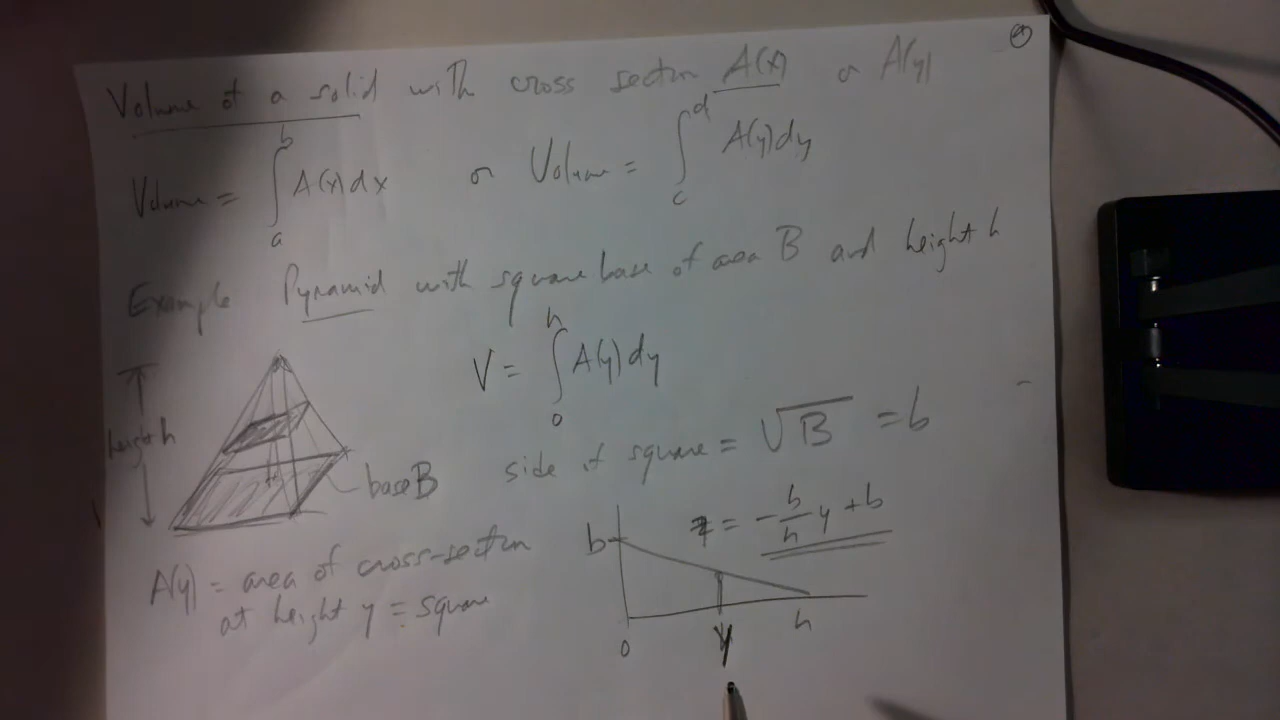 Volume of a solid with cross section A(x) or A(y)
Volume = ∫_a^b A(x) dx or Volume = ∫_c^d A(y) dy
Example Pyramid with square base of area B and height h
V = ∫_0^h A(y) dy
height h
base B
side of square = √B = b
= -b/h y + b
b
A(y) = area of cross-section
at height y = square
0 y h